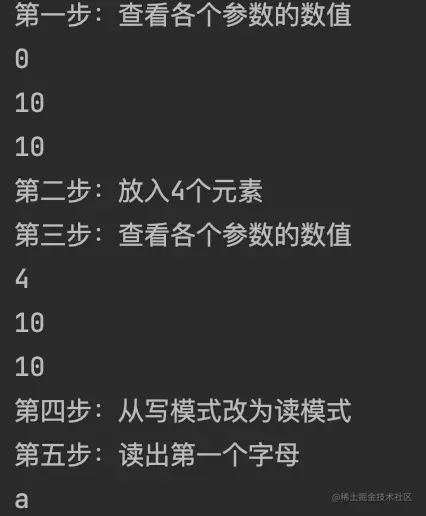 第一步：查看各个参数的数值
0
10
10
第二步：放入4个元素
第三步：查看各个参数的数值
4
10
10
第四步：从写模式改为读模式
第五步：读出第一个字母
a
@稀土掘金技术社区